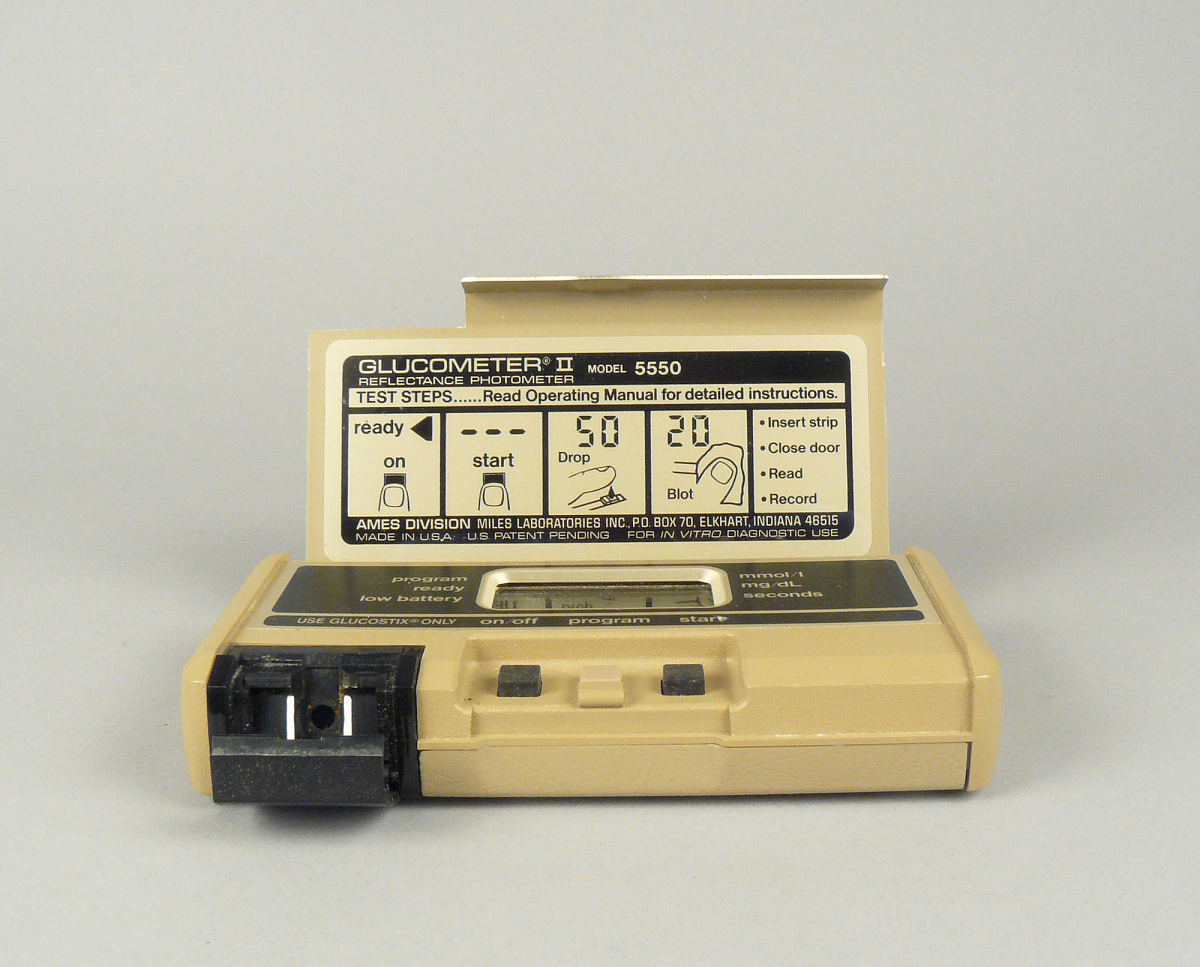 GLUCOMETER® II MODEL 5550
REFLECTANCE PHOTOMETER
TEST STEPS......Read Operating Manual for detailed instructions.
ready
on
---
start
50
Drop
20
Blot
• Insert strip
• Close door
• Read
• Record
AMES DIVISION MILES LABORATORIES INC., P.O. BOX 70, ELKHART, INDIANA 46515
MADE IN U.S.A. U.S PATENT PENDING FOR IN VITRO DIAGNOSTIC USE
program
ready
low battery
mmol/l
mg/dL
seconds
USE GLUCOSTIX® ONLY on/off program start